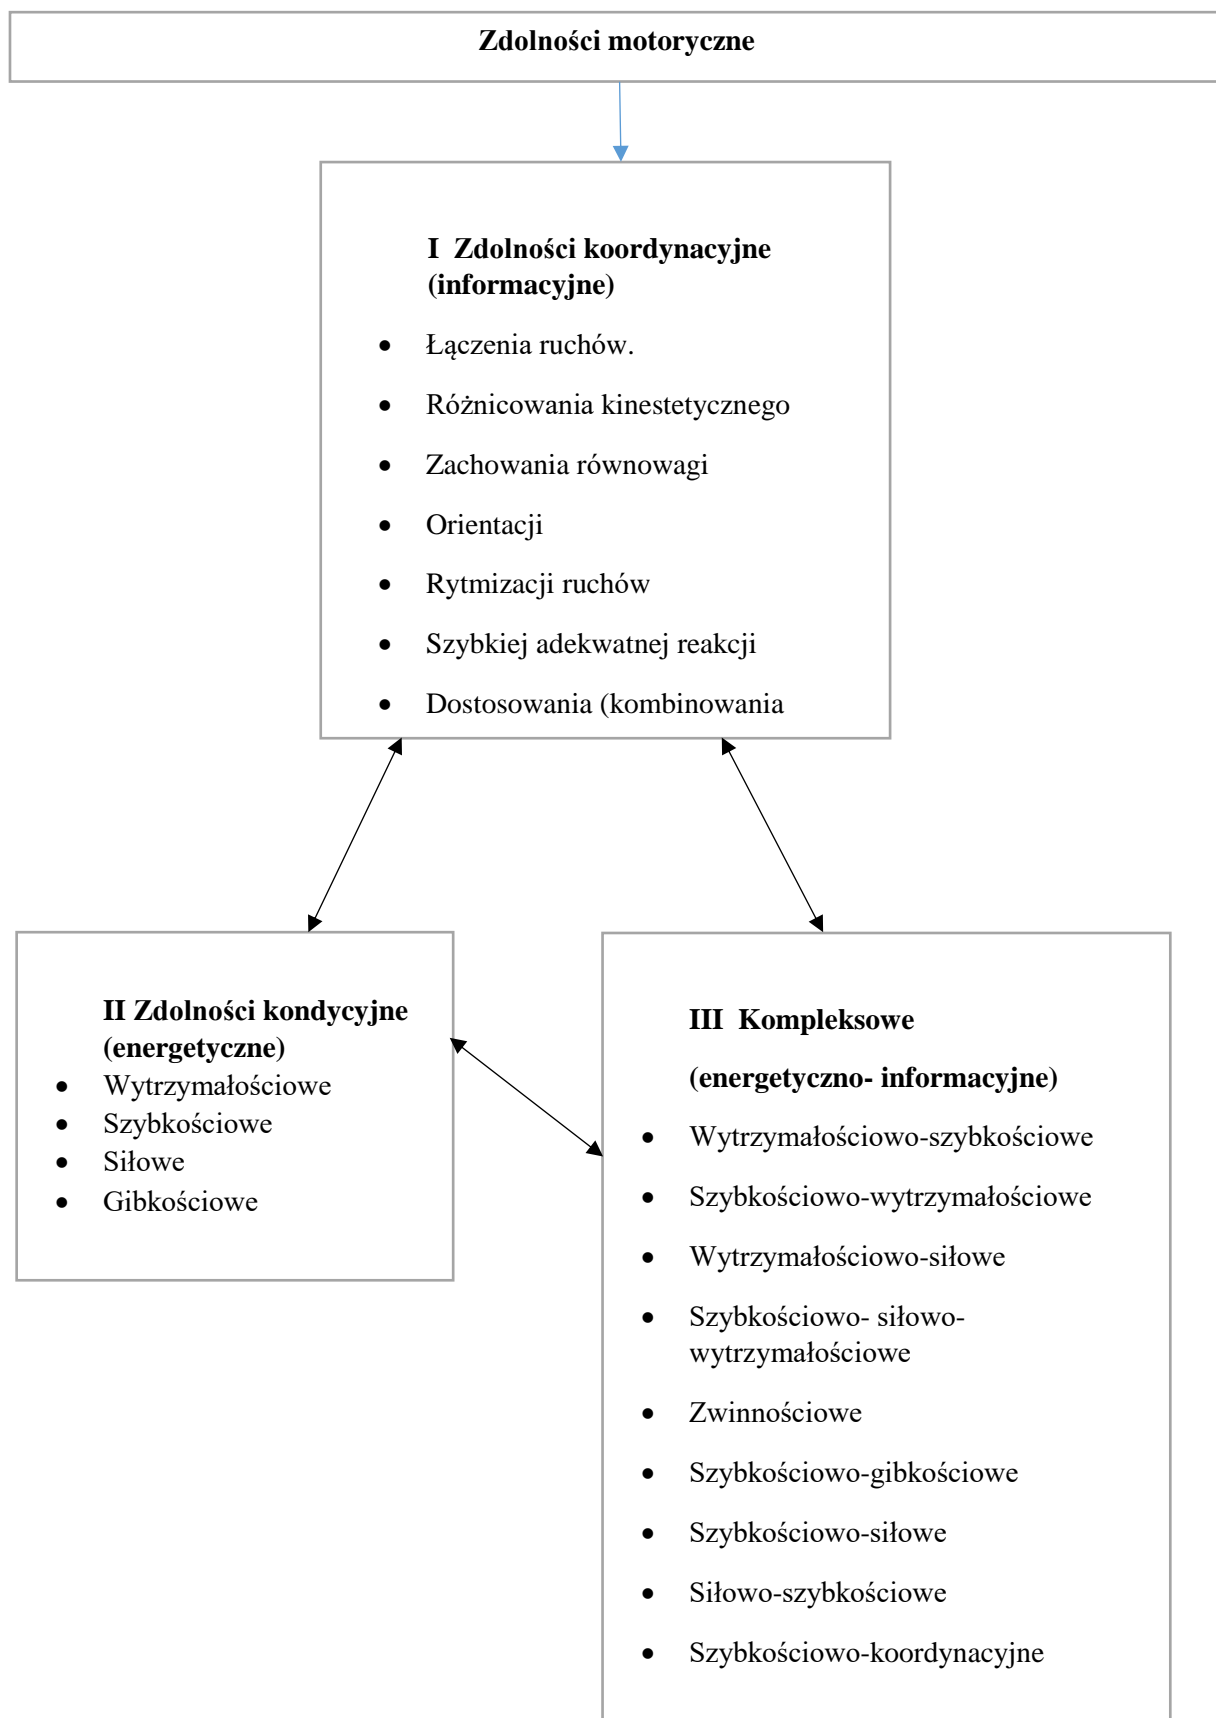 Zdolności motoryczne
I Zdolności koordynacyjne
(informacyjne)
• Łączenia ruchów.
• Różnicowania kinestetycznego
• Zachowania równowagi
• Orientacji
• Rytmizacji ruchów
• Szybkiej adekwatnej reakcji
• Dostosowania (kombinowania
II Zdolności kondycyjne
(energetyczne)
• Wytrzymałościowe
• Szybkościowe
• Siłowe
• Gibkościowe
III Kompleksowe
(energetyczno- informacyjne)
• Wytrzymałościowo-szybkościowe
• Szybkościowo-wytrzymałościowe
• Wytrzymałościowo-siłowe
• Szybkościowo- siłowo-
wytrzymałościowe
• Zwinnościowe
• Szybkościowo-gibkościowe
• Szybkościowo-siłowe
• Siłowo-szybkościowe
• Szybkościowo-koordynacyjne